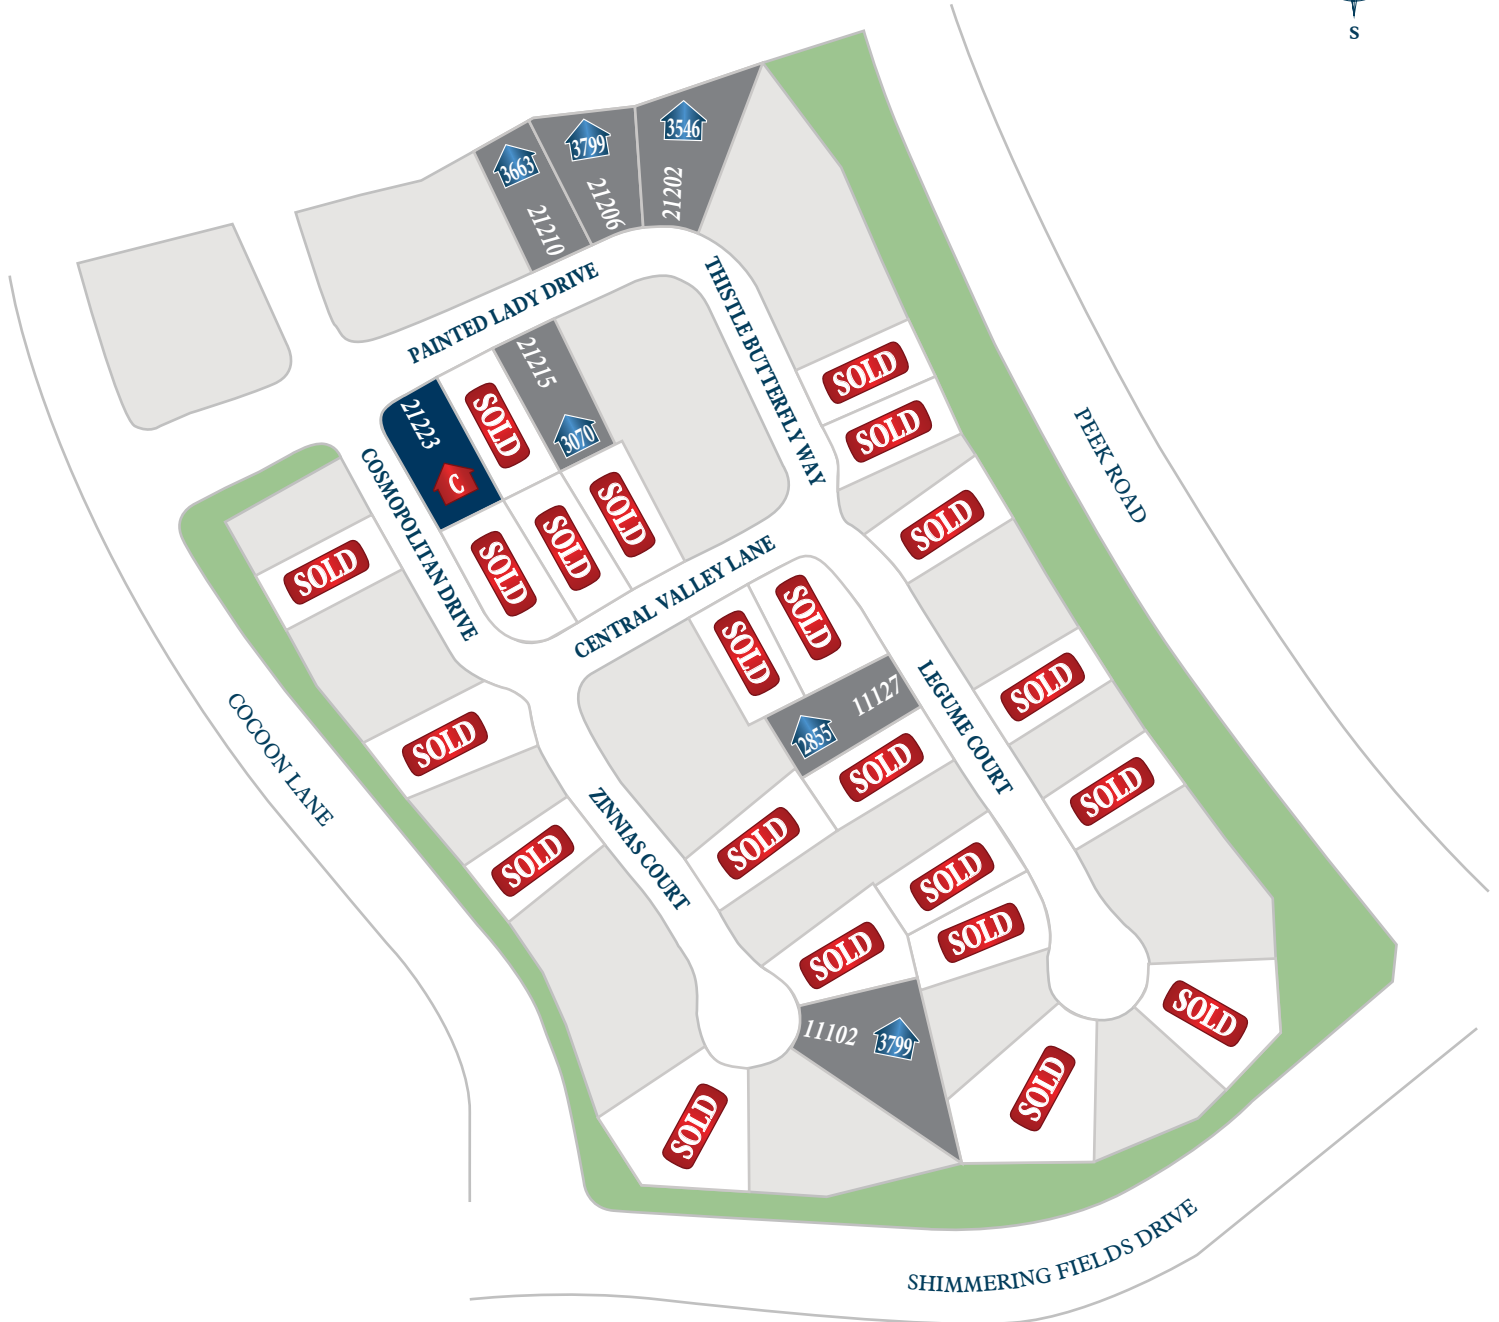 S
3546
3799
3663
21202
21206
21210
PAINTED LADY DRIVE
THISTLE BUTTERFLY WAY
21215
3070
SOLD
21223
C
SOLD
SOLD
PEEK ROAD
COSMOPOLITAN DRIVE
SOLD
SOLD
SOLD
SOLD
SOLD
CENTRAL VALLEY LANE
SOLD
SOLD
11127
2855
LEGUME COURT
SOLD
COCOON LANE
SOLD
SOLD
SOLD
ZINNIAS COURT
SOLD
SOLD
SOLD
SOLD
SOLD
SOLD
11102
3799
SOLD
SOLD
SOLD
SHIMMERING FIELDS DRIVE